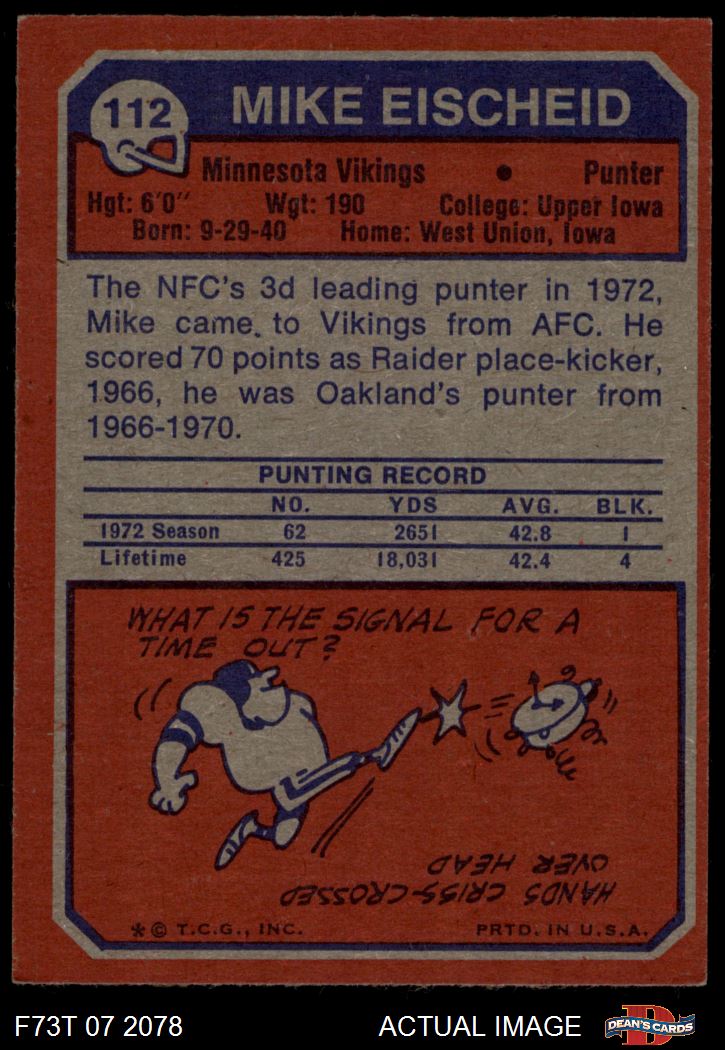 112
MIKE EISCHEID
Minnesota Vikings • Punter
Hgt: 6'0" Wgt: 190 College: Upper Iowa
Born: 9-29-40 Home: West Union, Iowa
The NFC's 3d leading punter in 1972,
Mike came to Vikings from AFC. He
scored 70 points as Raider place-kicker,
1966, he was Oakland's punter from
1966-1970.
PUNTING RECORD
NO. YDS AVG. BLK.
1972 Season 62 2651 42.8 1
Lifetime 425 18,031 42.4 4
WHAT IS THE SIGNAL FOR A
TIME OUT?
HANDS CRISS-CROSSED
OVER HEAD
*© T.C.G., INC. PRTD. IN U.S.A.
F73T 07 2078 ACTUAL IMAGE
D
DEAN'S CARDS